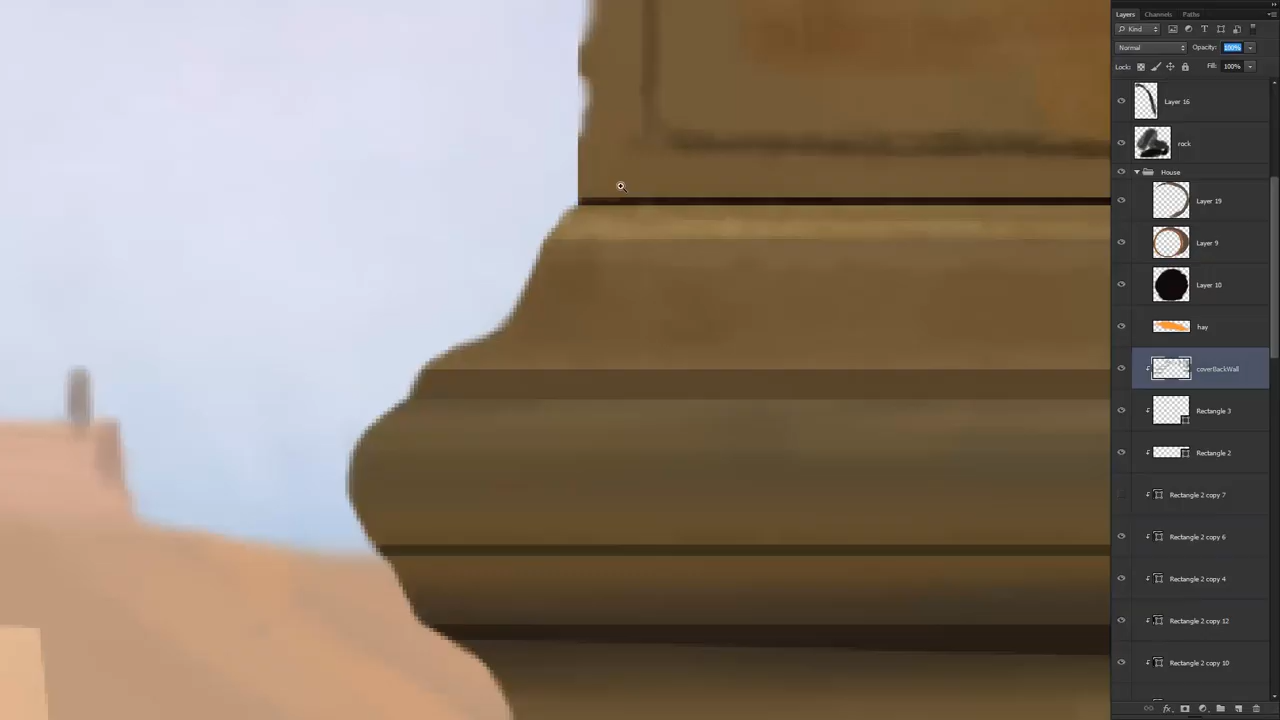 Layers Channels Paths
Kind
Normal Opacity: 100%
Lock: Fill: 100%
Layer 16
rock
House
Layer 19
Layer 9
Layer 10
hay
coverBackWall
Rectangle 3
Rectangle 2
Rectangle 2 copy 7
Rectangle 2 copy 6
Rectangle 2 copy 4
Rectangle 2 copy 12
Rectangle 2 copy 10